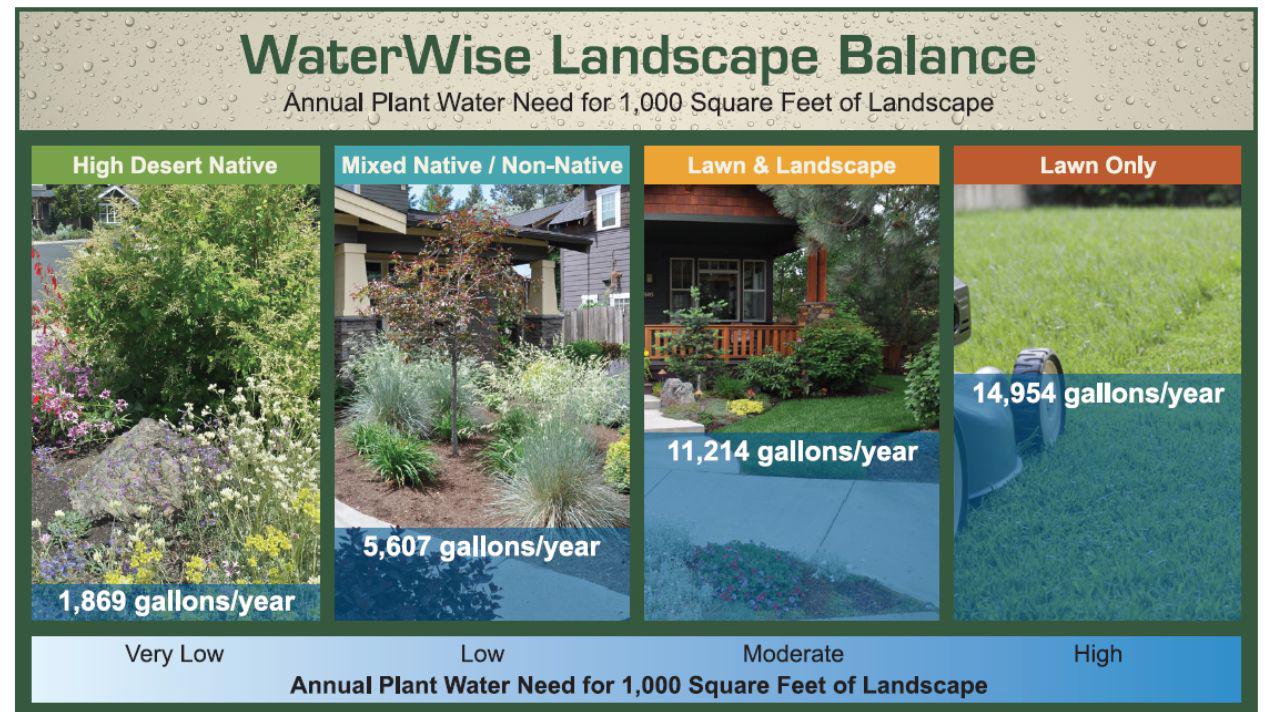 WaterWise Landscape Balance
Annual Plant Water Need for 1,000 Square Feet of Landscape
High Desert Native
Mixed Native / Non-Native
Lawn & Landscape
Lawn Only
14,954 gallons/year
11,214 gallons/year
5,607 gallons/year
1,869 gallons/year
Very Low
Low
Moderate
High
Annual Plant Water Need for 1,000 Square Feet of Landscape